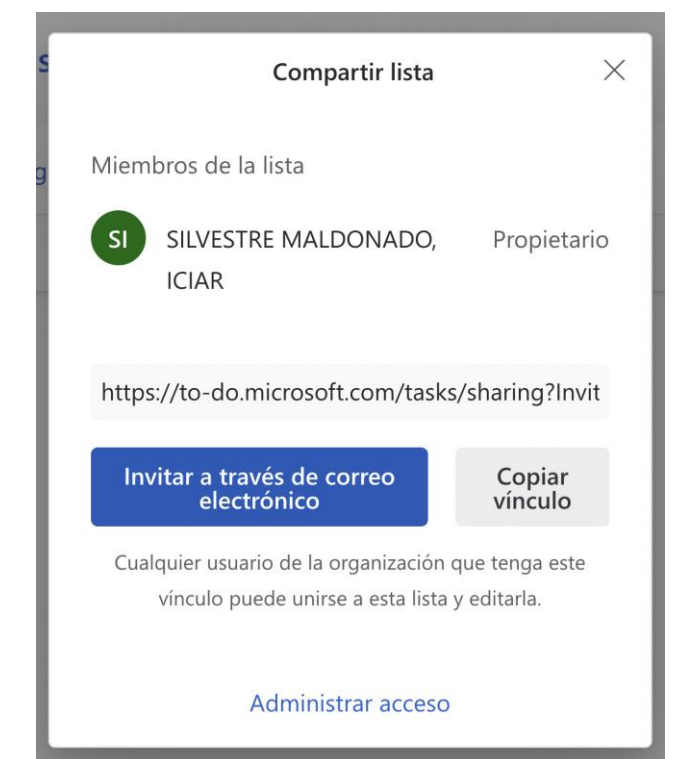 s
Compartir lista
g
Miembros de la lista
SI
SILVESTRE MALDONADO,
ICIAR
Propietario
https://to-do.microsoft.com/tasks/sharing?Invit
Invitar a través de correo
electrónico
Copiar
vínculo
Cualquier usuario de la organización que tenga este
vínculo puede unirse a esta lista y editarla.
Administrar acceso